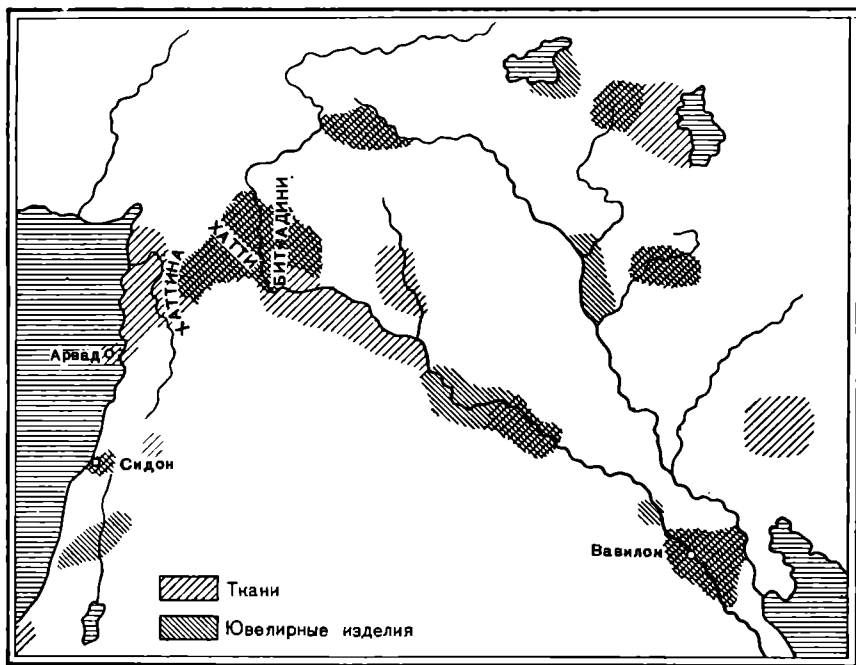 ХАТТИНА
ХАТТИ
БИТ-АДИНИ
Арвад
Сидон
Вавилон
Ткани
Ювелирные изделия